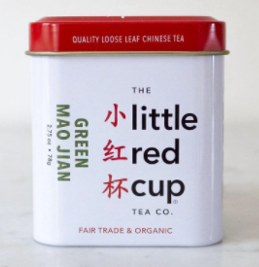 QUALITY LOOSE LEAF CHINESE TEA
THE
小 little
红 red
杯 cup®
TEA CO.
GREEN
MAO JIAN
2.75 oz • 78g
FAIR TRADE & ORGANIC